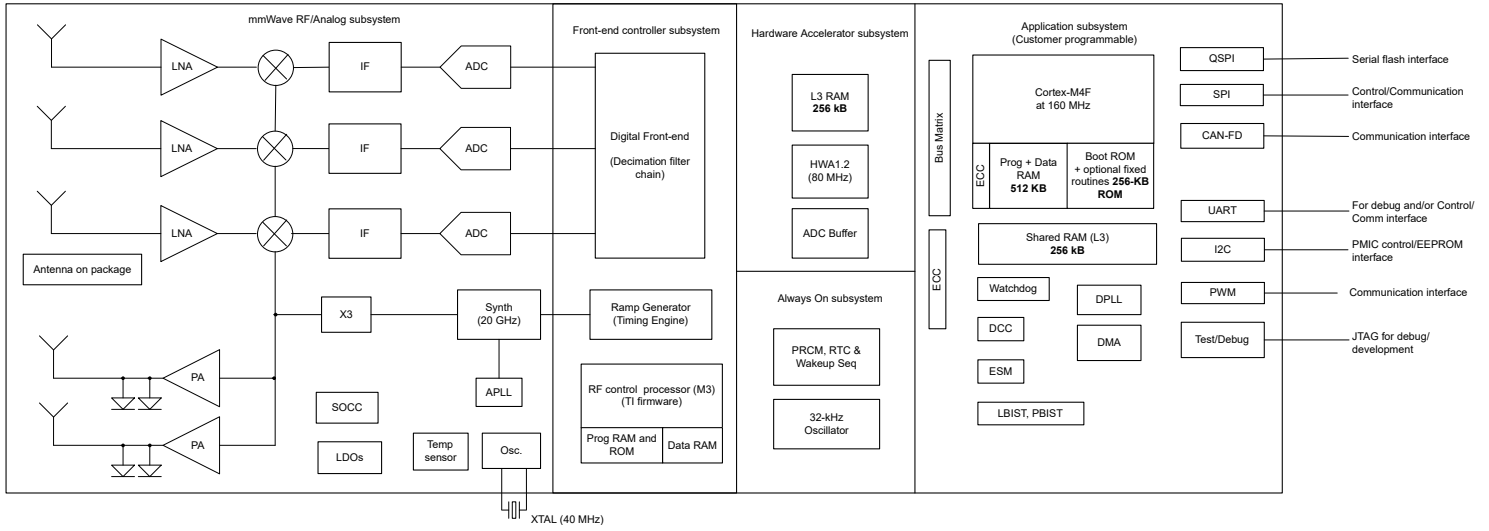 mmWave RF/Analog subsystem
LNA
IF
ADC
LNA
IF
ADC
LNA
IF
ADC
Antenna on package
X3
Synth
(20 GHz)
PA
APLL
SOCC
PA
LDOs
Temp
sensor
Osc.
XTAL (40 MHz)
Front-end controller subsystem
Digital Front-end
(Decimation filter
chain)
Ramp Generator
(Timing Engine)
RF control processor (M3)
(TI firmware)
Prog RAM and
ROM
Data RAM
Hardware Accelerator subsystem
L3 RAM
256 kB
HWA1.2
(80 MHz)
ADC Buffer
Always On subsystem
PRCM, RTC &
Wakeup Seq
32-kHz
Oscillator
Application subsystem
(Customer programmable)
Bus Matrix
Cortex-M4F
at 160 MHz
ECC
Prog + Data
RAM
512 KB
Boot ROM
+ optional fixed
routines 256-KB
ROM
ECC
Shared RAM (L3)
256 kB
Watchdog
DPLL
DCC
DMA
ESM
LBIST, PBIST
QSPI
Serial flash interface
SPI
Control/Communication
interface
CAN-FD
Communication interface
UART
For debug and/or Control/
Comm interface
I2C
PMIC control/EEPROM
interface
PWM
Communication interface
Test/Debug
JTAG for debug/
development